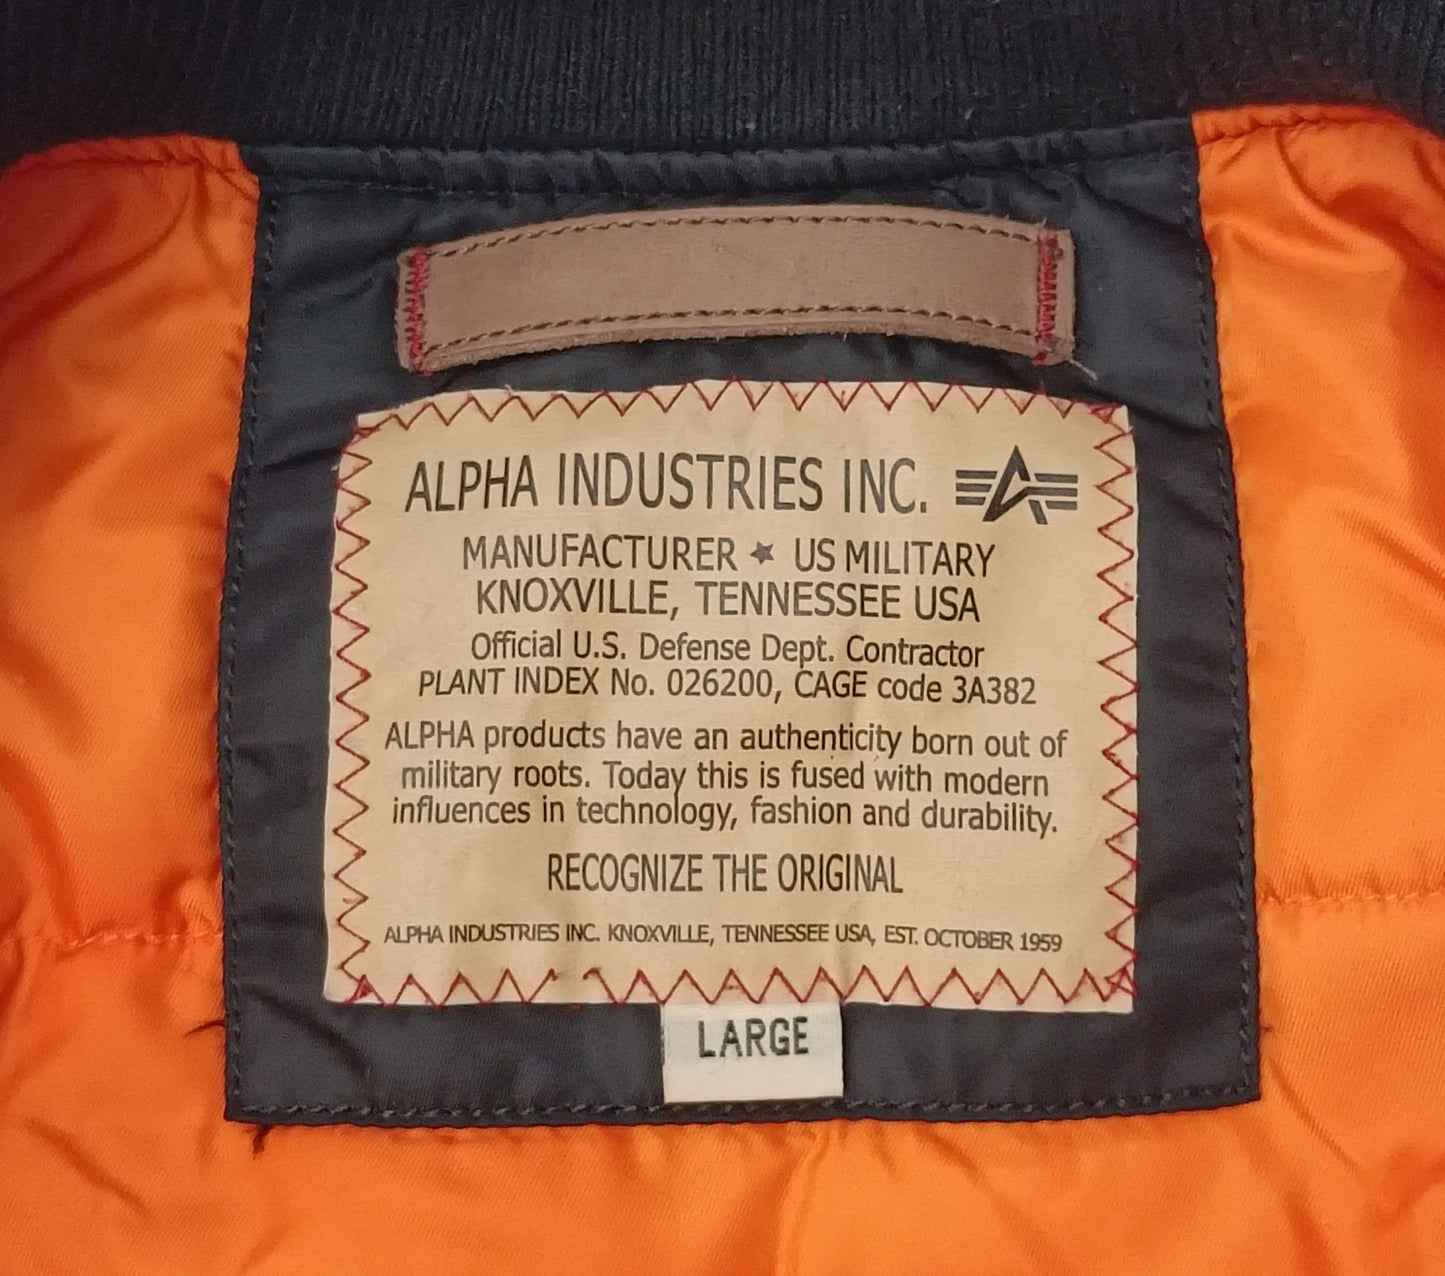 ALPHA INDUSTRIES INC.
MANUFACTURER ★ US MILITARY
KNOXVILLE, TENNESSEE USA
Official U.S. Defense Dept. Contractor
PLANT INDEX No. 026200, CAGE code 3A382
ALPHA products have an authenticity born out of
military roots. Today this is fused with modern
influences in technology, fashion and durability.
RECOGNIZE THE ORIGINAL
ALPHA INDUSTRIES INC. KNOXVILLE, TENNESSEE USA, EST. OCTOBER 1959
LARGE